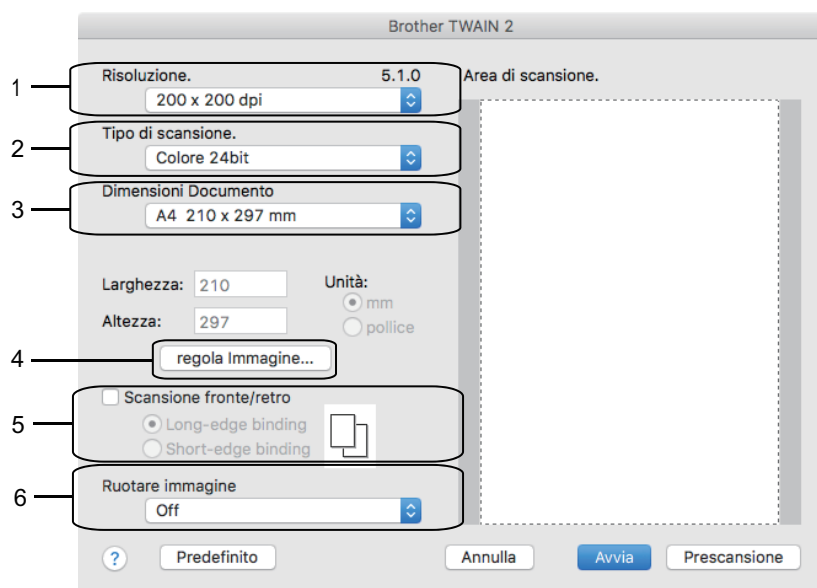 Brother TWAIN 2
1
Risoluzione. 5.1.0
200 x 200 dpi
2
Tipo di scansione.
Colore 24bit
3
Dimensioni Documento
A4 210 x 297 mm
Larghezza: 210
Altezza: 297
Unità:
mm
pollice
4
regola Immagine...
5
Scansione fronte/retro
Long-edge binding
Short-edge binding
6
Ruotare immagine
Off
Area di scansione.
?
Predefinito
Annulla
Avvia
Prescansione